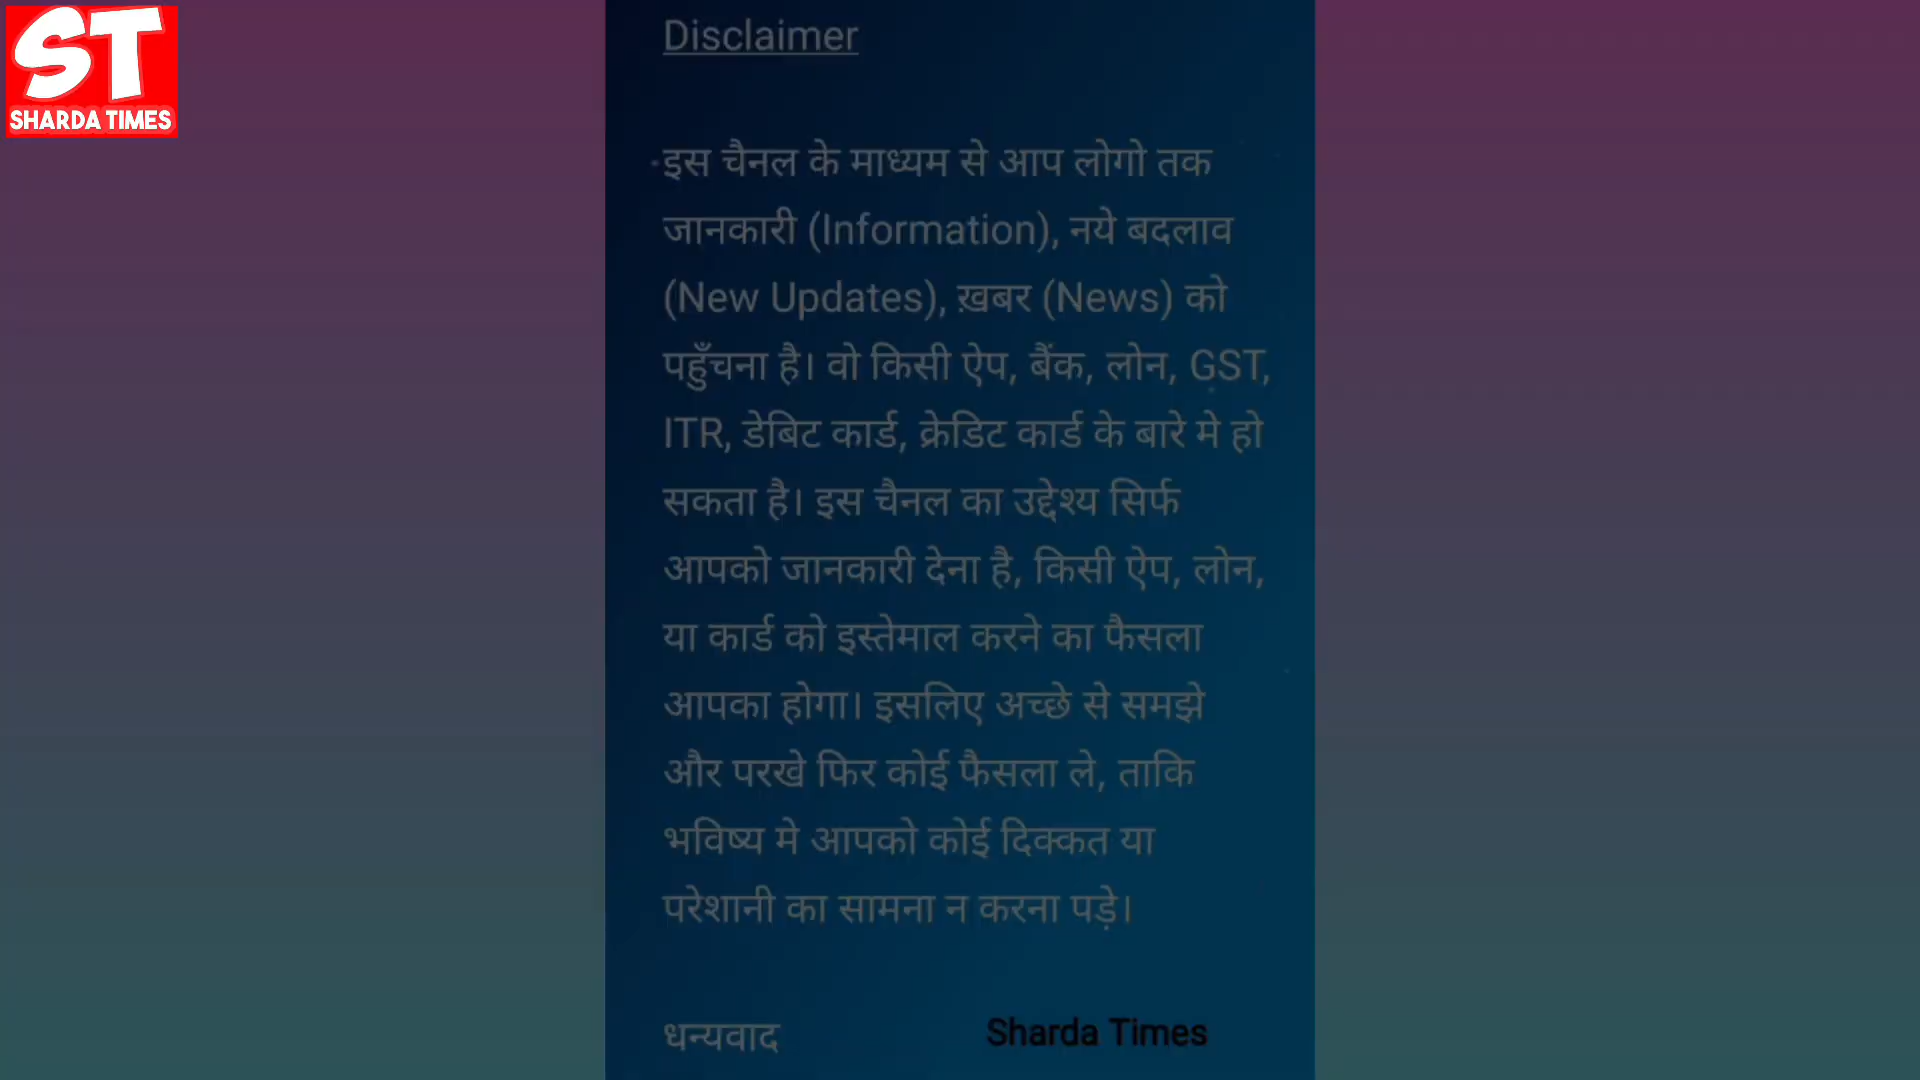 ST
SHARDA TIMES
Disclaimer
इस चैनल के माध्यम से आप लोगो तक
जानकारी (Information), नये बदलाव
(New Updates), ख़बर (News) को
पहुँचना है। वो किसी ऐप, बैंक, लोन, GST,
ITR, डेबिट कार्ड, क्रेडिट कार्ड के बारे मे हो
सकता है। इस चैनल का उद्देश्य सिर्फ
आपको जानकारी देना है, किसी ऐप, लोन,
या कार्ड को इस्तेमाल करने का फैसला
आपका होगा। इसलिए अच्छे से समझे
और परखे फिर कोई फैसला ले, ताकि
भविष्य मे आपको कोई दिक्कत या
परेशानी का सामना न करना पड़े।
धन्यवाद Sharda Times